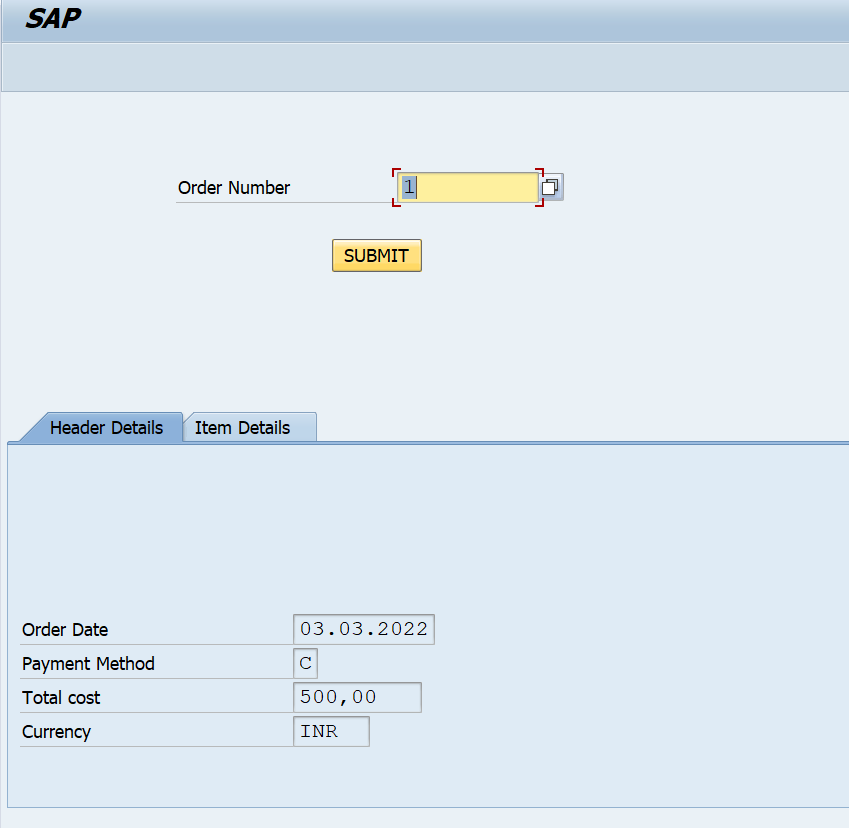 SAP
Order Number 1
SUBMIT
Header Details Item Details
Order Date 03.03.2022
Payment Method C
Total cost 500,00
Currency INR